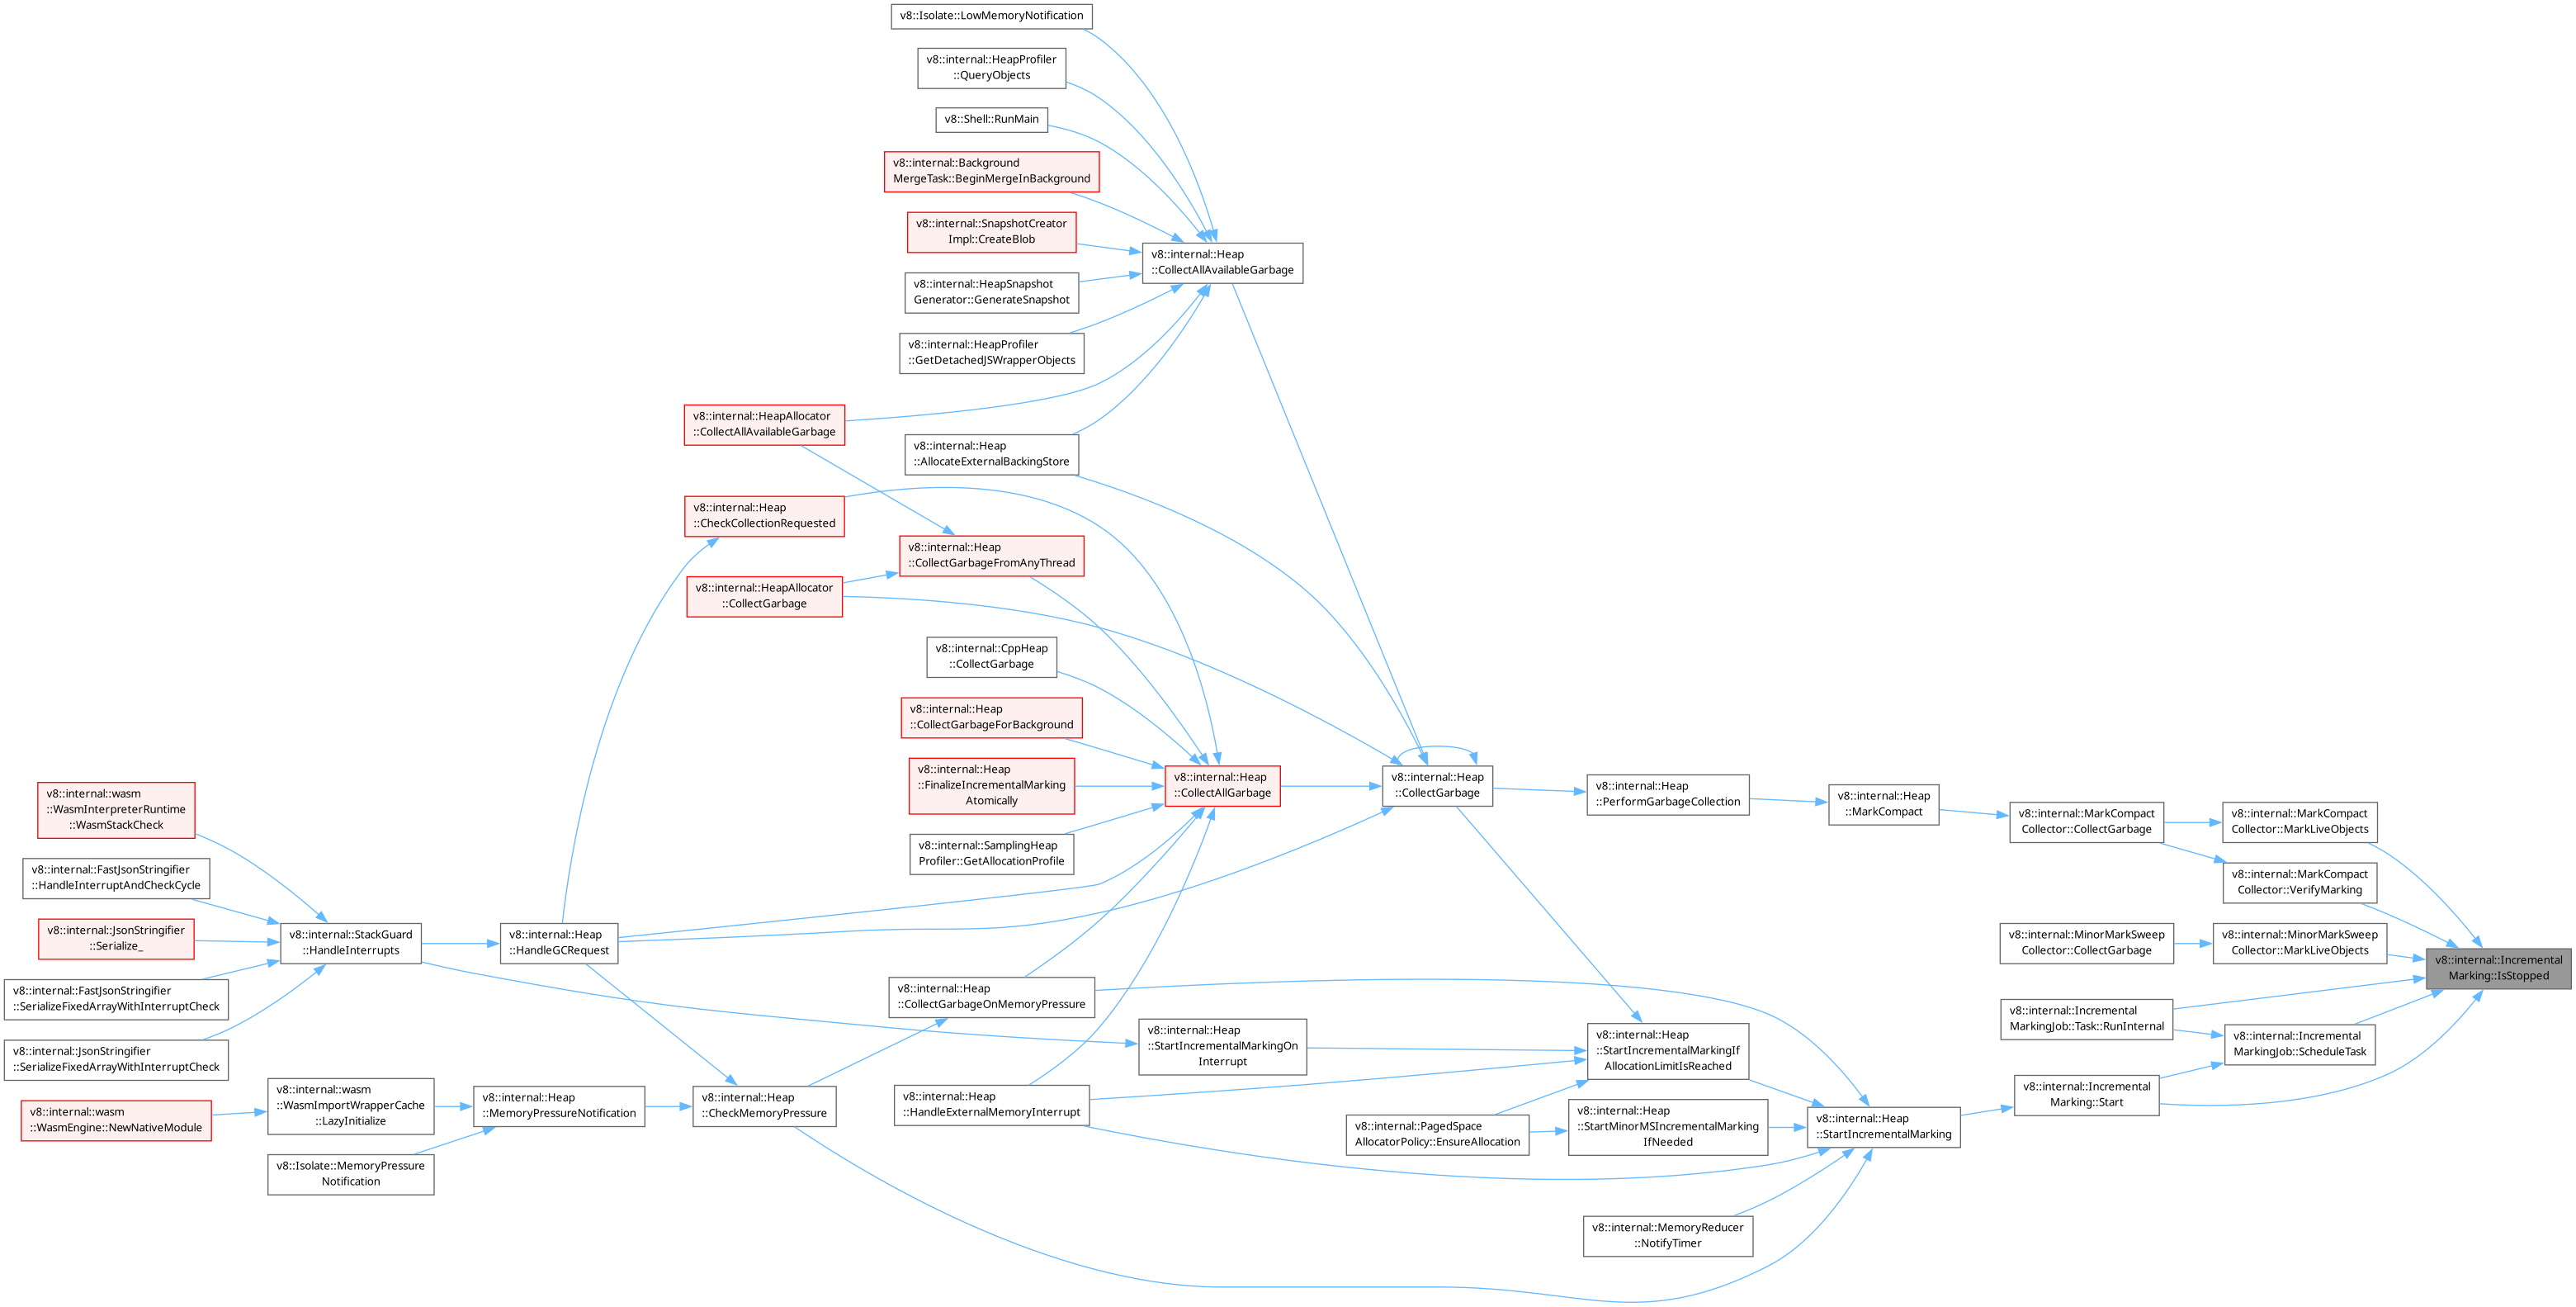 v8::Isolate::LowMemoryNotification
v8::internal::HeapProfiler
::QueryObjects
v8::Shell::RunMain
v8::internal::Background
MergeTask::BeginMergeInBackground
v8::internal::SnapshotCreator
Impl::CreateBlob
v8::internal::Heap
::CollectAllAvailableGarbage
v8::internal::HeapSnapshot
Generator::GenerateSnapshot
v8::internal::HeapProfiler
::GetDetachedJSWrapperObjects
v8::internal::HeapAllocator
::CollectAllAvailableGarbage
v8::internal::Heap
::AllocateExternalBackingStore
v8::internal::Heap
::CheckCollectionRequested
v8::internal::Heap
::CollectGarbageFromAnyThread
v8::internal::HeapAllocator
::CollectGarbage
v8::internal::CppHeap
::CollectGarbage
v8::internal::Heap
::CollectGarbageForBackground
v8::internal::Heap
::FinalizeIncrementalMarking
Atomically
v8::internal::Heap
::CollectAllGarbage
v8::internal::Heap
::CollectGarbage
v8::internal::Heap
::PerformGarbageCollection
v8::internal::Heap
::MarkCompact
v8::internal::MarkCompact
Collector::CollectGarbage
v8::internal::MarkCompact
Collector::MarkLiveObjects
v8::internal::wasm
::WasmInterpreterRuntime
::WasmStackCheck
v8::internal::SamplingHeap
Profiler::GetAllocationProfile
v8::internal::FastJsonStringifier
::HandleInterruptAndCheckCycle
v8::internal::MarkCompact
Collector::VerifyMarking
v8::internal::JsonStringifier
::Serialize_
v8::internal::StackGuard
::HandleInterrupts
v8::internal::Heap
::HandleGCRequest
v8::internal::MinorMarkSweep
Collector::CollectGarbage
v8::internal::MinorMarkSweep
Collector::MarkLiveObjects
v8::internal::Incremental
Marking::IsStopped
v8::internal::FastJsonStringifier
::SerializeFixedArrayWithInterruptCheck
v8::internal::Heap
::CollectGarbageOnMemoryPressure
v8::internal::Incremental
MarkingJob::Task::RunInternal
v8::internal::JsonStringifier
::SerializeFixedArrayWithInterruptCheck
v8::internal::Heap
::StartIncrementalMarkingOn
Interrupt
v8::internal::Heap
::StartIncrementalMarkingIf
AllocationLimitIsReached
v8::internal::Incremental
MarkingJob::ScheduleTask
v8::internal::wasm
::WasmImportWrapperCache
::LazyInitialize
v8::internal::Heap
::MemoryPressureNotification
v8::internal::Heap
::CheckMemoryPressure
v8::internal::Heap
::HandleExternalMemoryInterrupt
v8::internal::Incremental
Marking::Start
v8::internal::wasm
::WasmEngine::NewNativeModule
v8::internal::PagedSpace
AllocatorPolicy::EnsureAllocation
v8::internal::Heap
::StartMinorMSIncrementalMarking
IfNeeded
v8::internal::Heap
::StartIncrementalMarking
v8::Isolate::MemoryPressure
Notification
v8::internal::MemoryReducer
::NotifyTimer